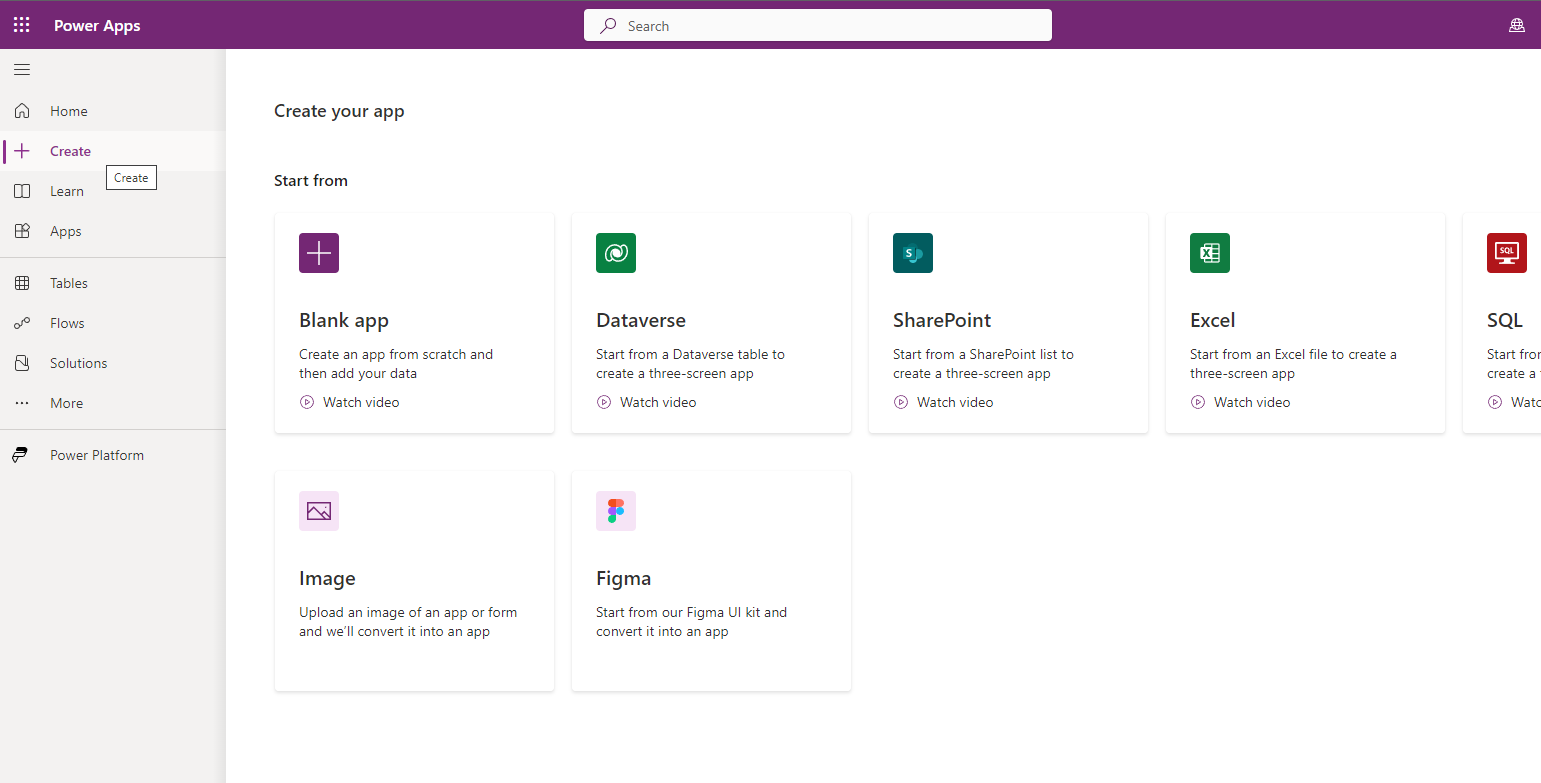 Power Apps
Search
Home
Create
Create
Learn
Apps
Tables
Flows
Solutions
More
Power Platform
Create your app
Start from
Blank app
Create an app from scratch and
then add your data
Watch video
Dataverse
Start from a Dataverse table to
create a three-screen app
Watch video
S
SharePoint
Start from a SharePoint list to
create a three-screen app
Watch video
X
Excel
Start from an Excel file to create a
three-screen app
Watch video
SQL
SQL
Start
create a
Image
Upload an image of an app or form
and we'll convert it into an app
Figma
Start from our Figma UI kit and
convert it into an app